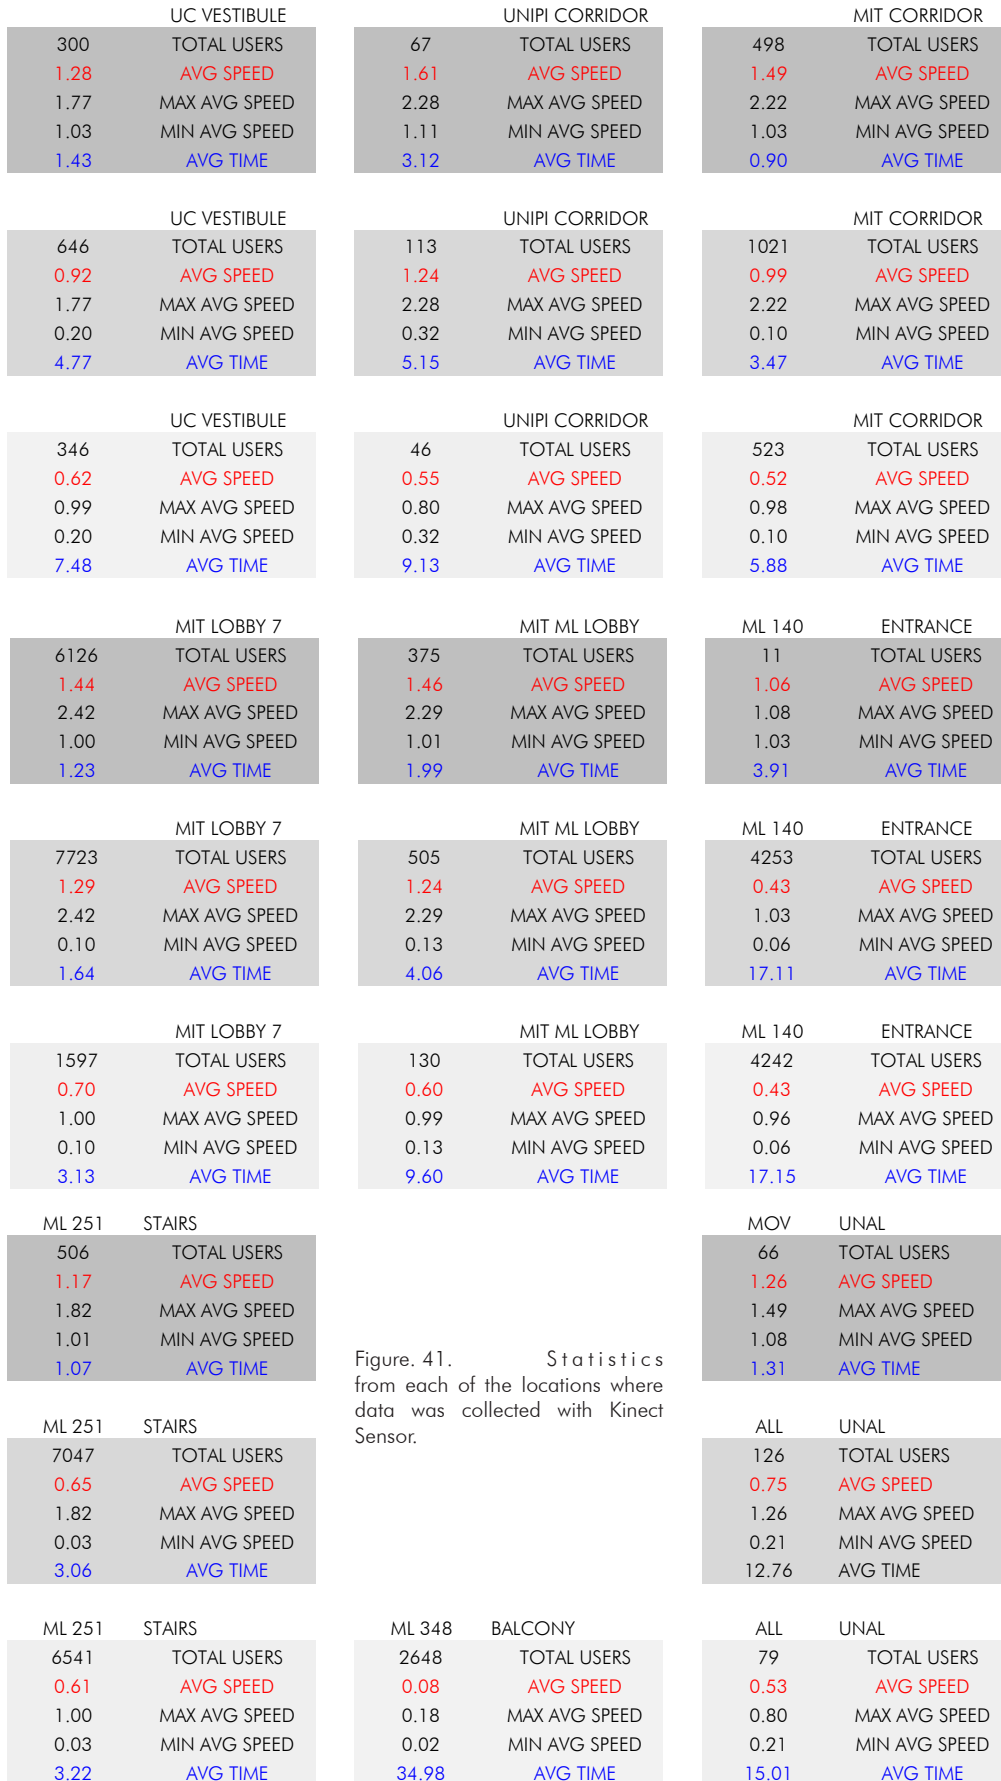 UC VESTIBULE UNIPI CORRIDOR MIT CORRIDOR
300 TOTAL USERS 67 TOTAL USERS 498 TOTAL USERS
1.28 AVG SPEED 1.61 AVG SPEED 1.49 AVG SPEED
1.77 MAX AVG SPEED 2.28 MAX AVG SPEED 2.22 MAX AVG SPEED
1.03 MIN AVG SPEED 1.11 MIN AVG SPEED 1.03 MIN AVG SPEED
1.43 AVG TIME 3.12 AVG TIME 0.90 AVG TIME
UC VESTIBULE UNIPI CORRIDOR MIT CORRIDOR
646 TOTAL USERS 113 TOTAL USERS 1021 TOTAL USERS
0.92 AVG SPEED 1.24 AVG SPEED 0.99 AVG SPEED
1.77 MAX AVG SPEED 2.28 MAX AVG SPEED 2.22 MAX AVG SPEED
0.20 MIN AVG SPEED 0.32 MIN AVG SPEED 0.10 MIN AVG SPEED
4.77 AVG TIME 5.15 AVG TIME 3.47 AVG TIME
UC VESTIBULE UNIPI CORRIDOR MIT CORRIDOR
346 TOTAL USERS 46 TOTAL USERS 523 TOTAL USERS
0.62 AVG SPEED 0.55 AVG SPEED 0.52 AVG SPEED
0.99 MAX AVG SPEED 0.80 MAX AVG SPEED 0.98 MAX AVG SPEED
0.20 MIN AVG SPEED 0.32 MIN AVG SPEED 0.10 MIN AVG SPEED
7.48 AVG TIME 9.13 AVG TIME 5.88 AVG TIME
MIT LOBBY 7 MIT ML LOBBY ML 140 ENTRANCE
6126 TOTAL USERS 375 TOTAL USERS 11 TOTAL USERS
1.44 AVG SPEED 1.46 AVG SPEED 1.06 AVG SPEED
2.42 MAX AVG SPEED 2.29 MAX AVG SPEED 1.08 MAX AVG SPEED
1.00 MIN AVG SPEED 1.01 MIN AVG SPEED 1.03 MIN AVG SPEED
1.23 AVG TIME 1.99 AVG TIME 3.91 AVG TIME
MIT LOBBY 7 MIT ML LOBBY ML 140 ENTRANCE
7723 TOTAL USERS 505 TOTAL USERS 4253 TOTAL USERS
1.29 AVG SPEED 1.24 AVG SPEED 0.43 AVG SPEED
2.42 MAX AVG SPEED 2.29 MAX AVG SPEED 1.03 MAX AVG SPEED
0.10 MIN AVG SPEED 0.13 MIN AVG SPEED 0.06 MIN AVG SPEED
1.64 AVG TIME 4.06 AVG TIME 17.11 AVG TIME
MIT LOBBY 7 MIT ML LOBBY ML 140 ENTRANCE
1597 TOTAL USERS 130 TOTAL USERS 4242 TOTAL USERS
0.70 AVG SPEED 0.60 AVG SPEED 0.43 AVG SPEED
1.00 MAX AVG SPEED 0.99 MAX AVG SPEED 0.96 MAX AVG SPEED
0.10 MIN AVG SPEED 0.13 MIN AVG SPEED 0.06 MIN AVG SPEED
3.13 AVG TIME 9.60 AVG TIME 17.15 AVG TIME
ML 251 STAIRS MOV UNAL
506 TOTAL USERS 66 TOTAL USERS
1.17 AVG SPEED 1.26 AVG SPEED
1.82 MAX AVG SPEED 1.49 MAX AVG SPEED
1.01 MIN AVG SPEED 1.08 MIN AVG SPEED
1.07 AVG TIME 1.31 AVG TIME
Figure. 41. Statistics
from each of the locations where
data was collected with Kinect
Sensor.
ML 251 STAIRS ALL UNAL
7047 TOTAL USERS 126 TOTAL USERS
0.65 AVG SPEED 0.75 AVG SPEED
1.82 MAX AVG SPEED 1.26 MAX AVG SPEED
0.03 MIN AVG SPEED 0.21 MIN AVG SPEED
3.06 AVG TIME 12.76 AVG TIME
ML 251 STAIRS ML 348 BALCONY ALL UNAL
6541 TOTAL USERS 2648 TOTAL USERS 79 TOTAL USERS
0.61 AVG SPEED 0.08 AVG SPEED 0.53 AVG SPEED
1.00 MAX AVG SPEED 0.18 MAX AVG SPEED 0.80 MAX AVG SPEED
0.03 MIN AVG SPEED 0.02 MIN AVG SPEED 0.21 MIN AVG SPEED
3.22 AVG TIME 34.98 AVG TIME 15.01 AVG TIME